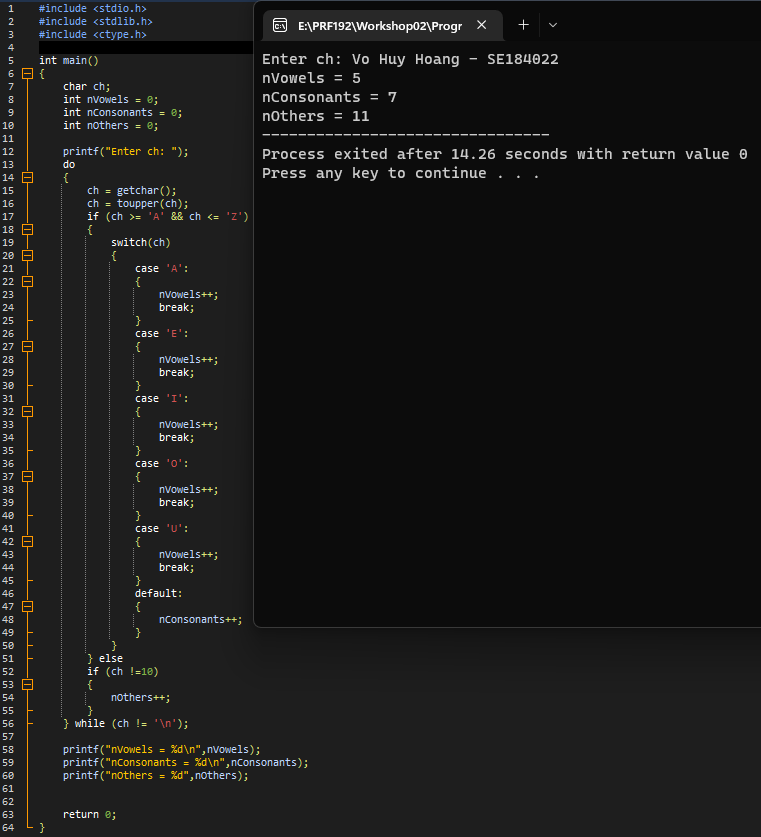 1 #include <stdio.h>
2 #include <stdlib.h>
3 #include <ctype.h>
4
5 int main()
6 {
7     char ch;
8     int nVowels = 0;
9     int nConsonants = 0;
10     int nOthers = 0;
11
12     printf("Enter ch: ");
13     do
14     {
15         ch = getchar();
16         ch = toupper(ch);
17         if (ch >= 'A' && ch <= 'Z')
18         {
19             switch(ch)
20             {
21                 case 'A':
22                 {
23                     nVowels++;
24                     break;
25                 }
26                 case 'E':
27                 {
28                     nVowels++;
29                     break;
30                 }
31                 case 'I':
32                 {
33                     nVowels++;
34                     break;
35                 }
36                 case 'O':
37                 {
38                     nVowels++;
39                     break;
40                 }
41                 case 'U':
42                 {
43                     nVowels++;
44                     break;
45                 }
46                 default:
47                 {
48                     nConsonants++;
49                 }
50             }
51         } else
52         if (ch !=10)
53         {
54             nOthers++;
55         }
56     } while (ch != '\n');
57
58     printf("nVowels = %d\n",nVowels);
59     printf("nConsonants = %d\n",nConsonants);
60     printf("nOthers = %d",nOthers);
61
62
63     return 0;
64 }
E:\PRF192\Workshop02\Progr
Enter ch: Vo Huy Hoang - SE184022
nVowels = 5
nConsonants = 7
nOthers = 11
--------------------------------
Process exited after 14.26 seconds with return value 0
Press any key to continue . . .